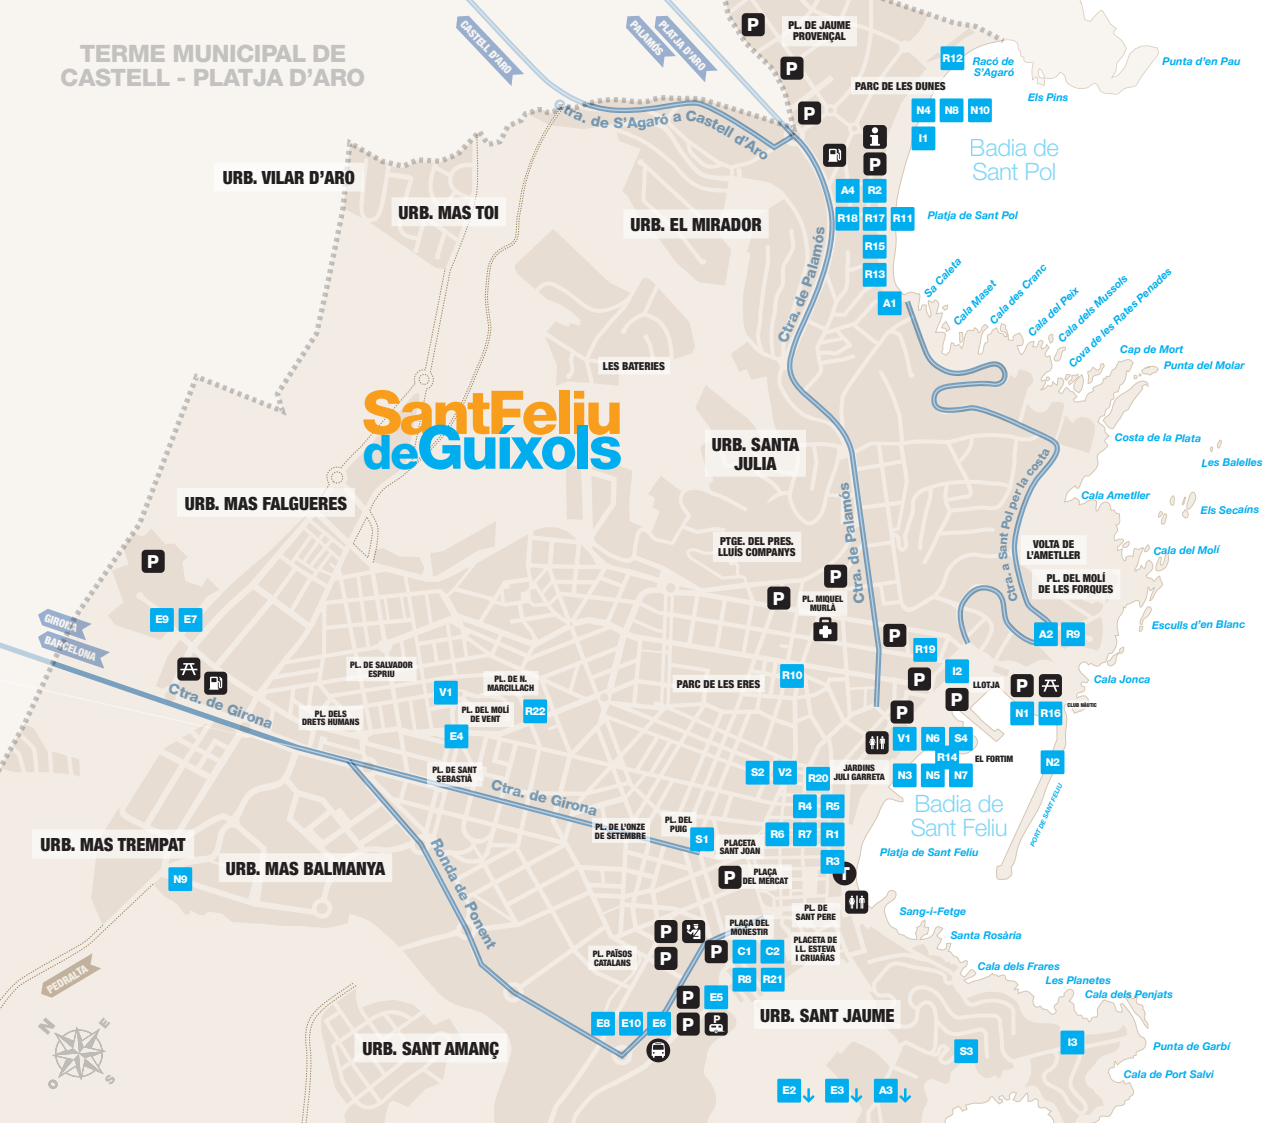 TERME MUNICIPAL DE
CASTELL - PLATJA D'ARO
CASTELL D'ARO
PALAMÓS
PLATJA D'ARO
P
PL. DE JAUME
PROVENÇAL
P
R12
Racó de
S'Agaró
Punta d'en Pau
PARC DE LES DUNES
Els Pins
P
N4
N8
N10
I1
Badia de
Sant Pol
Ctra. de S'Agaró a Castell d'Aro
P
URB. VILAR D'ARO
URB. MAS TOI
URB. EL MIRADOR
A4
R2
R18
R17
R11
Platja de Sant Pol
R15
R13
A1
Ctra. de Palamós
Sa Caleta
Cala Maset
Cala des Cranc
Cala del Peix
Cala dels Mussols
Cova de les Rates Penades
Cap de Mort
Punta del Molar
LES BATERIES
SantFeliu
deGuíxols
URB. SANTA
JULIA
Costa de la Plata
Les Balelles
URB. MAS FALGUERES
Ctra. de Palamós
Ctra. a Sant Pol per la costa
Cala Ametller
Els Secaíns
PTGE. DEL PRES.
LLUÍS COMPANYS
VOLTA DE
L'AMETLLER
Cala del Molí
P
P
P
PL. MIQUEL
MURLÀ
PL. DEL MOLÍ
DE LES FORQUES
E9
E7
GIRONA
BARCELONA
P
R19
A2
R9
Esculls d'en Blanc
PL. DE SALVADOR
ESPRIU
PL. DE N.
MARCILLACH
PARC DE LES ERES
R10
P
I2
LLOTJA
P
P
Cala Jonca
Ctra. de Girona
V1
PL. DEL MOLÍ
DE VENT
R22
PL. DELS
DRETS HUMANS
E4
P
N1
R16
CLUB NÀUTIC
V1
N6
S4
R14
EL FORTIM
N2
PL. DE SANT
SEBASTIÀ
S2
V2
R20
JARDINS
JULI GARRETA
N3
N5
N7
Ctra. de Girona
R4
R5
Badia de
Sant Feliu
PORT DE SANT FELIU
PL. DE L'ONZE
DE SETEMBRE
PL. DEL
PUIG
S1
PLACETA
SANT JOAN
R6
R7
R1
URB. MAS TREMPAT
URB. MAS BALMANYA
Ronda de Ponent
R3
T
Platja de Sant Feliu
N9
P
PLAÇA
DEL MERCAT
PL. DE
SANT PERE
Sang-i-Fetge
P
PLAÇA DEL
MONESTIR
Santa Rosària
PL. PAÏSOS
CATALANS
P
P
C1
C2
PLACETA DE
LL. ESTEVA
I CRUAÑAS
Cala dels Frares
PEDRALTA
R8
R21
Les Planetes
Cala dels Penjats
P
E5
E8
E10
E6
P
P
URB. SANT JAUME
N
E
S
O
URB. SANT AMANÇ
S3
I3
Punta de Garbí
Cala de Port Salvi
E2
E3
A3